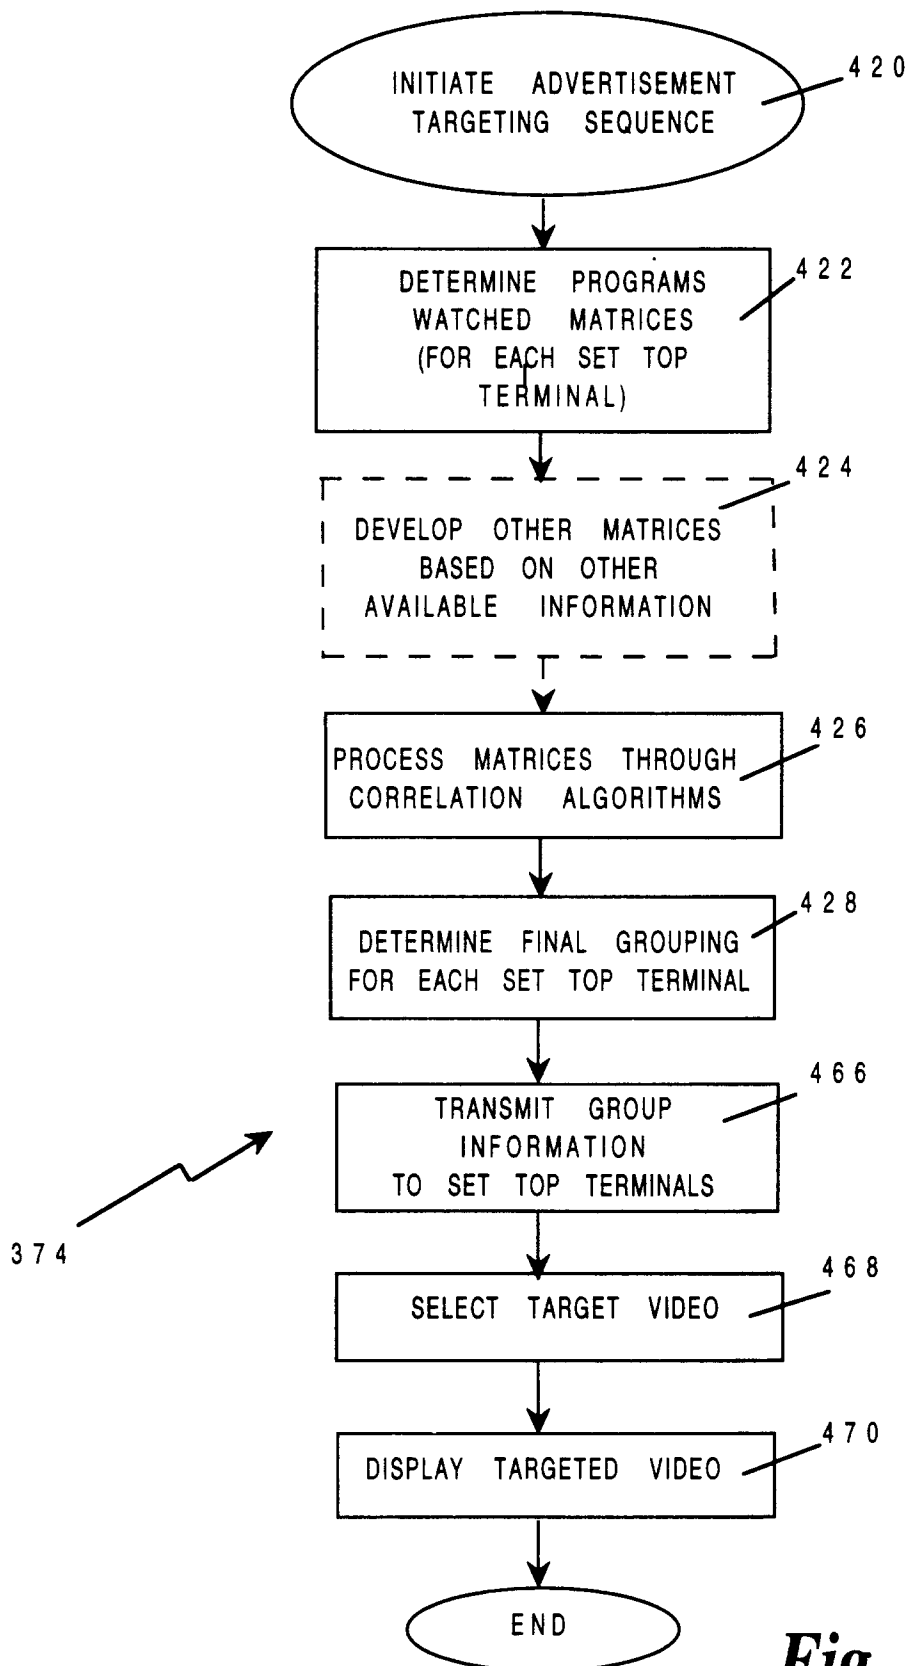 INITIATE ADVERTISEMENT
TARGETING SEQUENCE
420
DETERMINE PROGRAMS
WATCHED MATRICES
(FOR EACH SET TOP
TERMINAL)
422
424
DEVELOP OTHER MATRICES
BASED ON OTHER
AVAILABLE INFORMATION
426
PROCESS MATRICES THROUGH
CORRELATION ALGORITHMS
428
DETERMINE FINAL GROUPING
FOR EACH SET TOP TERMINAL
466
TRANSMIT GROUP
INFORMATION
TO SET TOP TERMINALS
374
468
SELECT TARGET VIDEO
470
DISPLAY TARGETED VIDEO
END
Fig